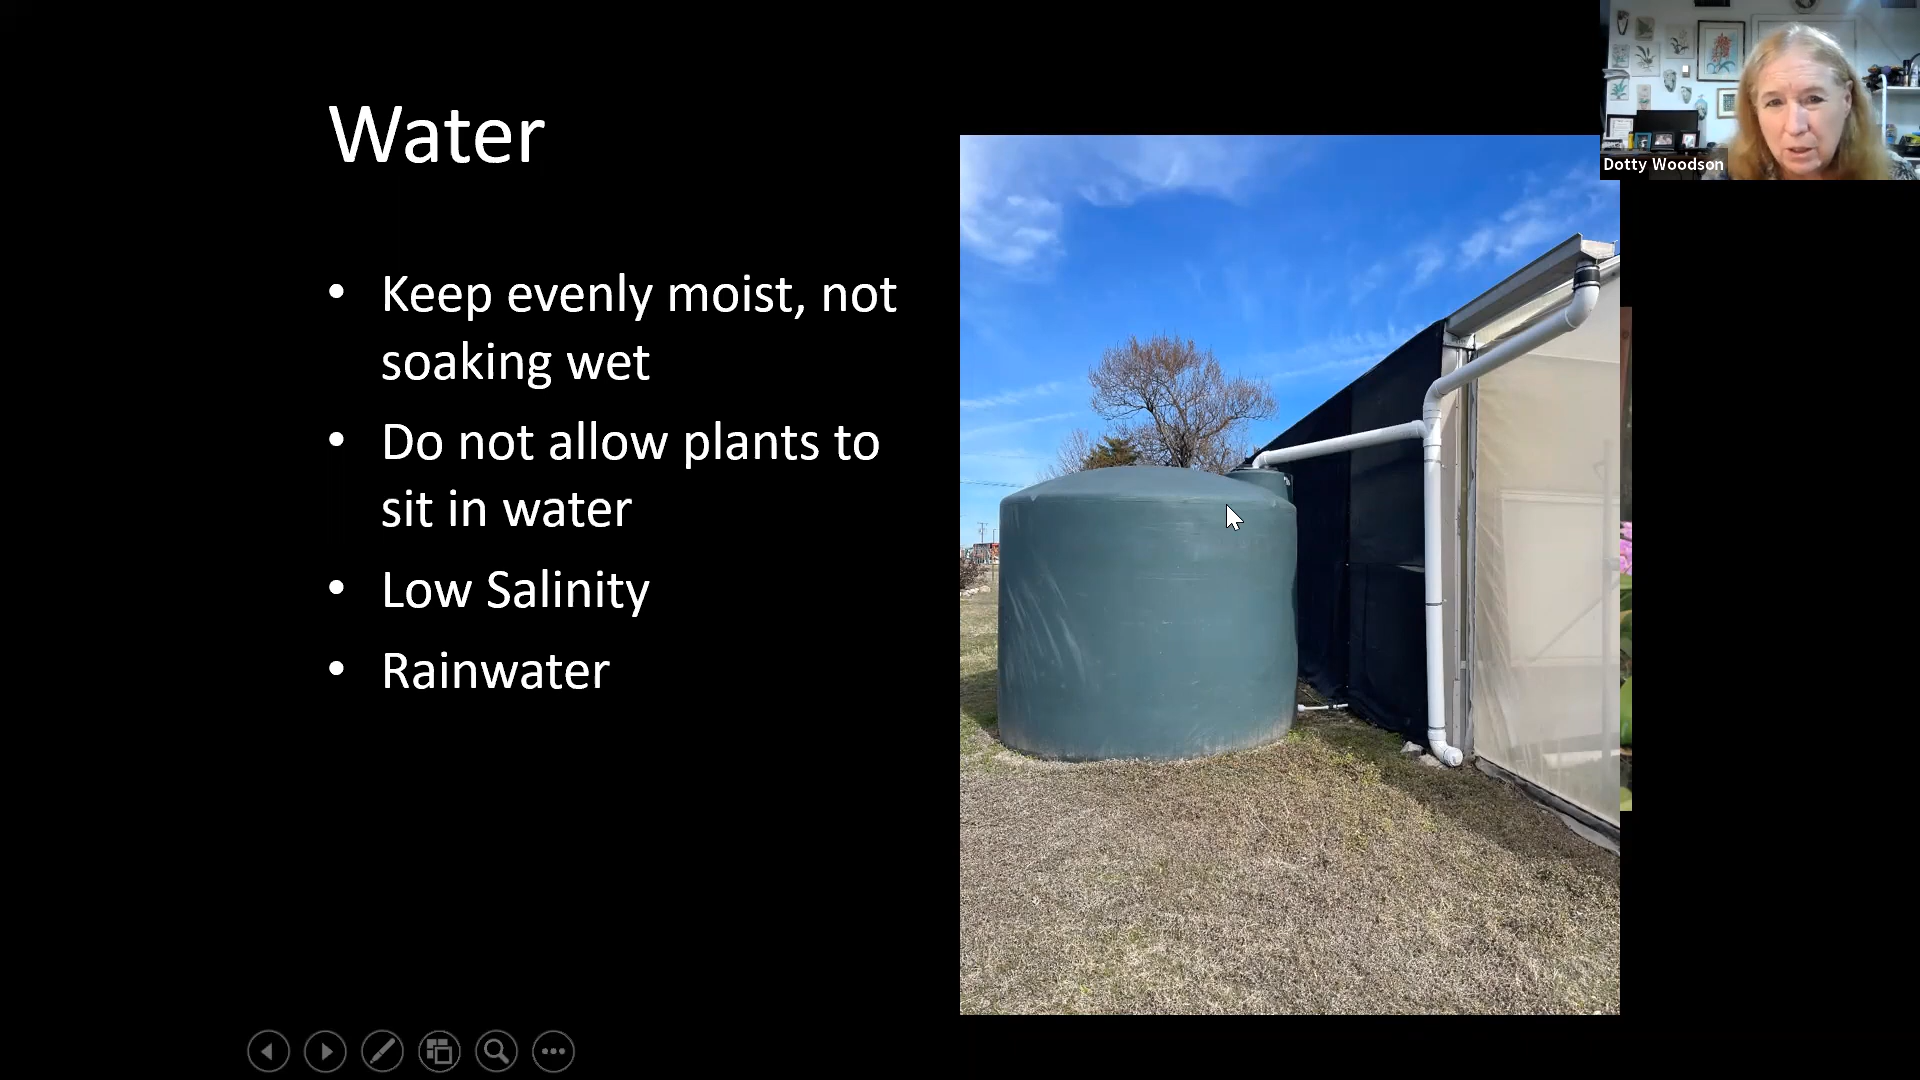 Water
• Keep evenly moist, not
soaking wet
• Do not allow plants to
sit in water
• Low Salinity
• Rainwater
Dotty Woodson